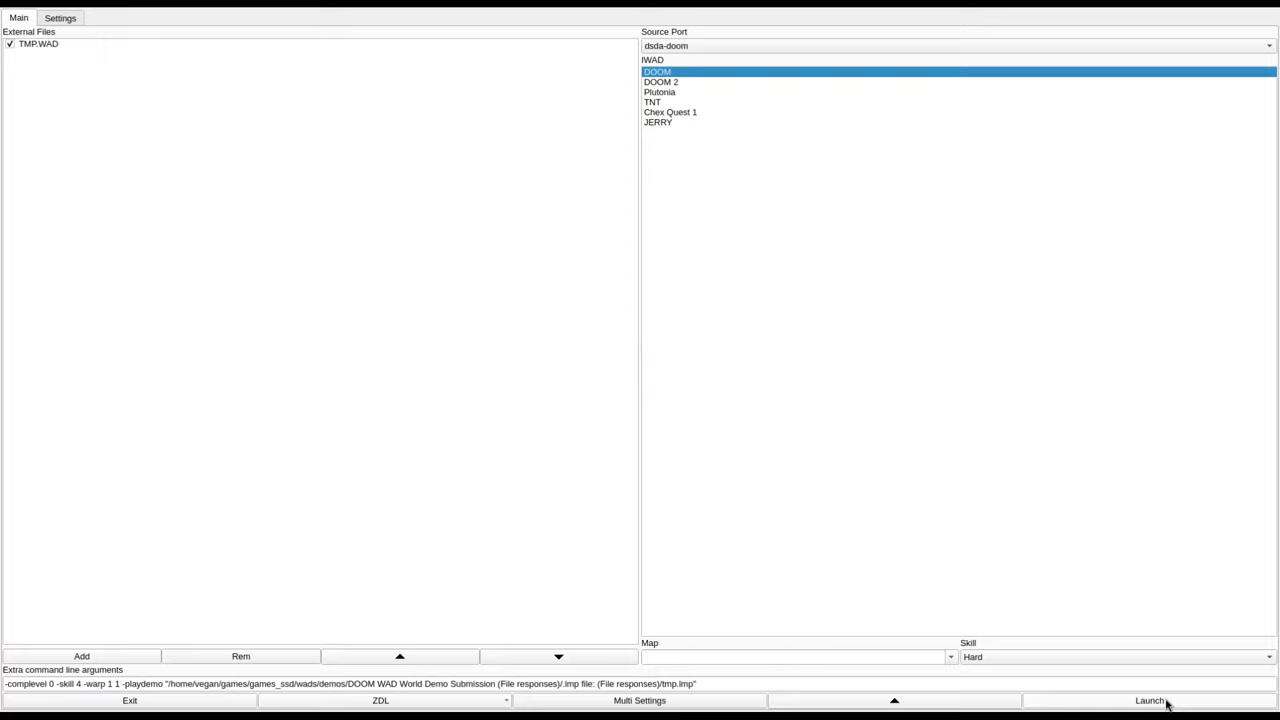 Main Settings
External Files
TMP.WAD
Source Port
dsda-doom
IWAD
DOOM
DOOM 2
Plutonia
TNT
Chex Quest 1
JERRY
Map Skill
Hard
Add Rem
Extra command line arguments
-complevel 0 -skill 4 -warp 1 1 -playdemo "/home/vegan/games/games_ssd/wads/demos/DOOM WAD World Demo Submission (File responses)/.lmp file: (File responses)/tmp.lmp"
Exit ZDL Multi Settings Launch